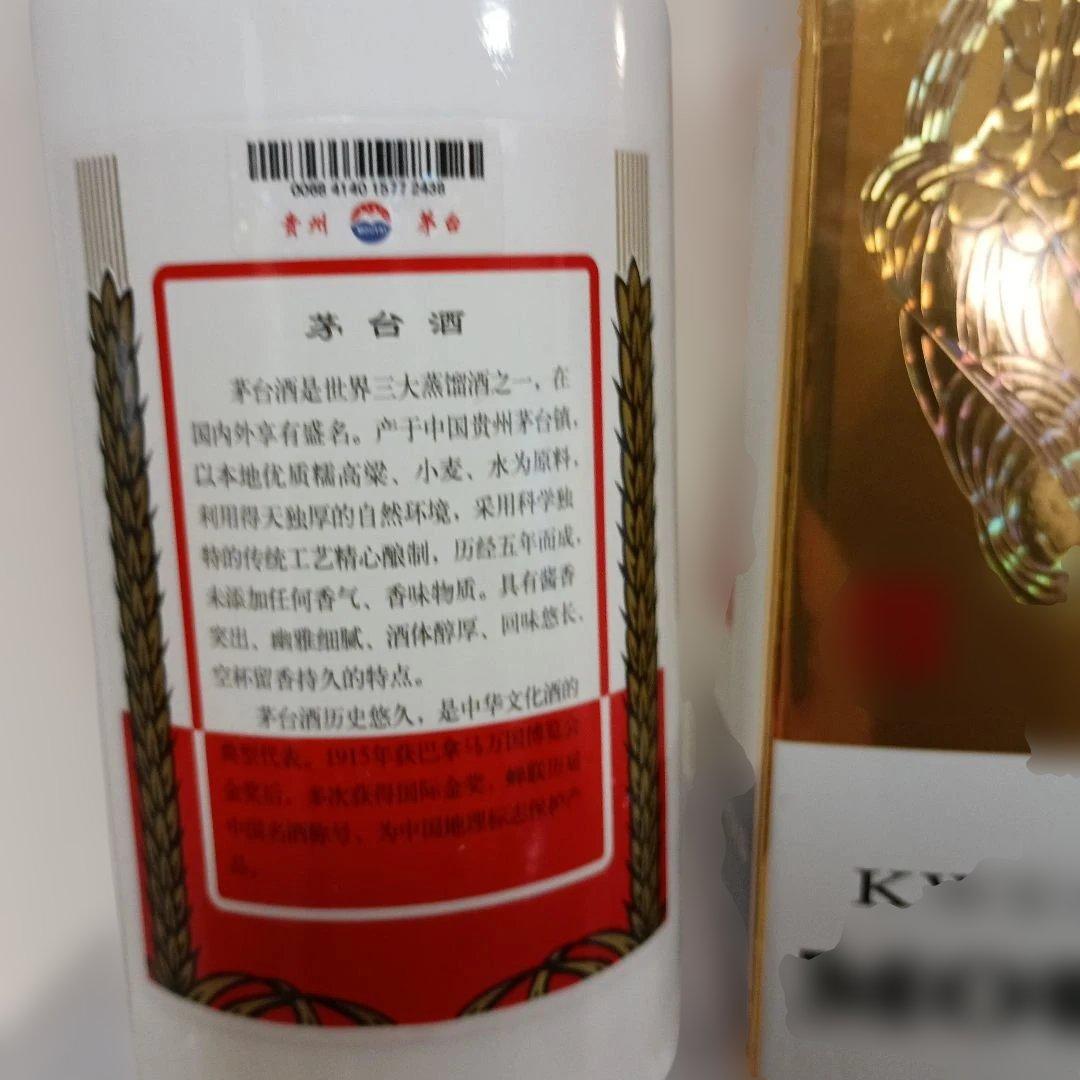 0068 4140 1577 2438
贵州 茅台
茅台酒
茅台酒是世界三大蒸馏酒之一，在
国内外享有盛名。产于中国贵州茅台镇，
以本地优质糯高粱、小麦、水为原料，
利用得天独厚的自然环境，采用科学独
特的传统工艺精心酿制，历经五年而成，
未添加任何香气、香味物质。具有酱香
突出、幽雅细腻、酒体醇厚、回味悠长、
空杯留香持久的特点。
茅台酒历史悠久，是中华文化酒的
典型代表。1915年获巴拿马万国博览会
金奖后，多次获得国际金奖，蝉联历届
中国名酒称号，为中国地理标志保护产
品。